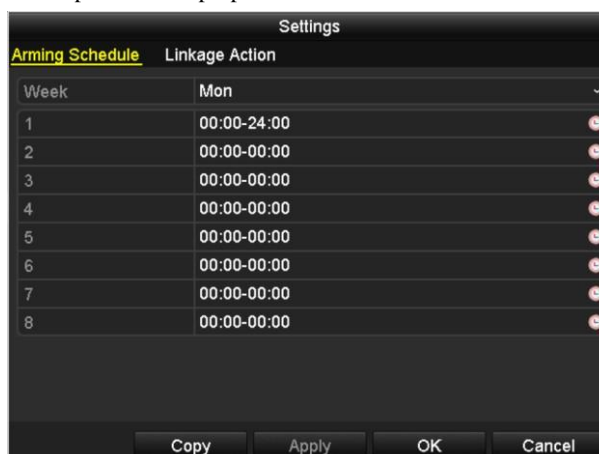 Settings
Arming Schedule Linkage Action
Week Mon
1 00:00-24:00
2 00:00-00:00
3 00:00-00:00
4 00:00-00:00
5 00:00-00:00
6 00:00-00:00
7 00:00-00:00
8 00:00-00:00
Copy Apply OK Cancel